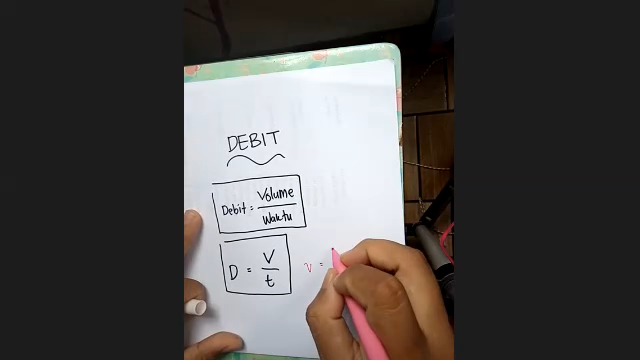 DEBIT
Debit = Volume / Waktu
D = V / t
V =